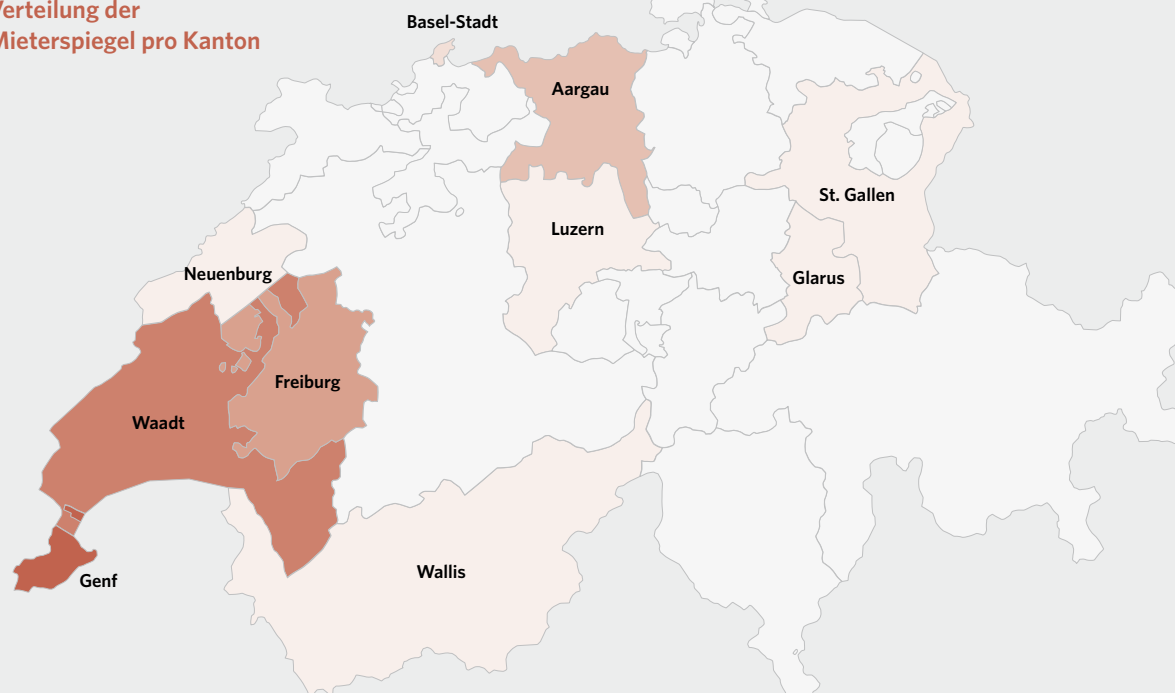 Verteilung der
Mieterspiegel pro Kanton
Basel-Stadt
Aargau
St. Gallen
Luzern
Neuenburg
Glarus
Freiburg
Waadt
Wallis
Genf